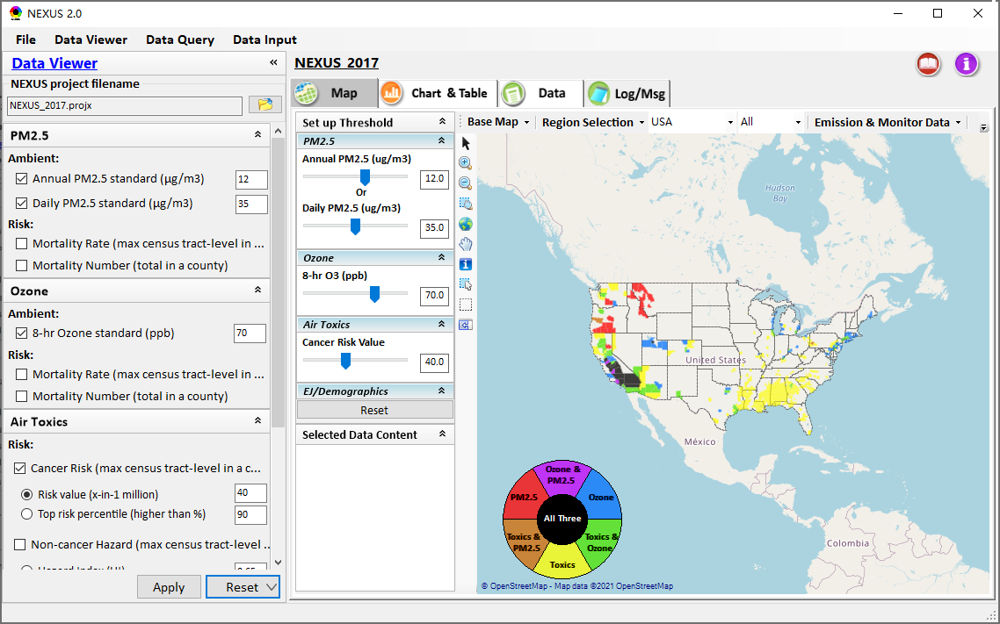 NEXUS 2.0
File Data Viewer Data Query Data Input
Data Viewer «
NEXUS project filename
NEXUS_2017.projx
PM2.5
Ambient:
Annual PM2.5 standard (µg/m3) 12
Daily PM2.5 standard (µg/m3) 35
Risk:
Mortality Rate (max census tract-level in ...
Mortality Number (total in a county)
Ozone
Ambient:
8-hr Ozone standard (ppb) 70
Risk:
Mortality Rate (max census tract-level in ...
Mortality Number (total in a county)
Air Toxics
Risk:
Cancer Risk (max census tract-level in a c...
Risk value (x-in-1 million) 40
Top risk percentile (higher than %) 90
Non-cancer Hazard (max census tract-level ..
Apply Reset
NEXUS_2017
Map Chart & Table Data Log/Msg
Set up Threshold
PM2.5
Annual PM2.5 (ug/m3)
12.0
Or
Daily PM2.5 (ug/m3)
35.0
Ozone
8-hr O3 (ppb)
70.0
Air Toxics
Cancer Risk Value
40.0
EJ/Demographics
Reset
Selected Data Content
Base Map Region Selection USA All Emission & Monitor Data
Hudson
Bay
United States
México
Colombia
Ozone &
PM2.5
PM2.5
Ozone
All Three
Toxics &
PM2.5
Toxics &
Ozone
Toxics
© OpenStreetMap - Map data ©2021 OpenStreetMap